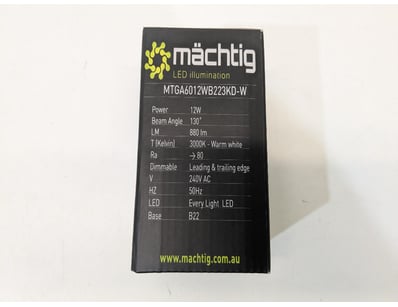 mächtig
LED illumination
MTGA6012WB223KD-W
Power 12W
Beam Angle 130°
LM 880 lm
T (Kelvin) 3000K - Warm white
Ra > 80
Dimmable Leading & trailing edge
V 240V AC
HZ 50Hz
LED Every Light LED
Base B22
www.machtig.com.au